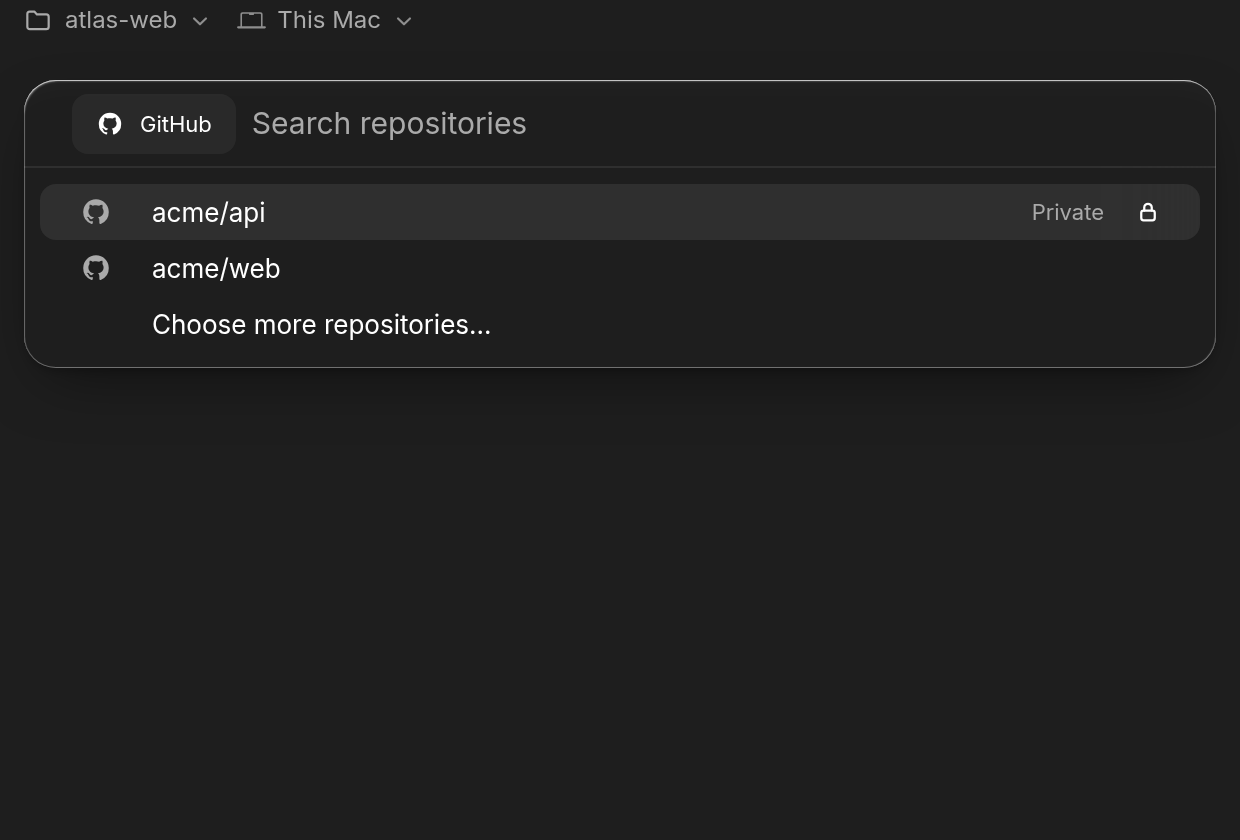 atlas-web This Mac
GitHub Search repositories
acme/api Private
acme/web
Choose more repositories...